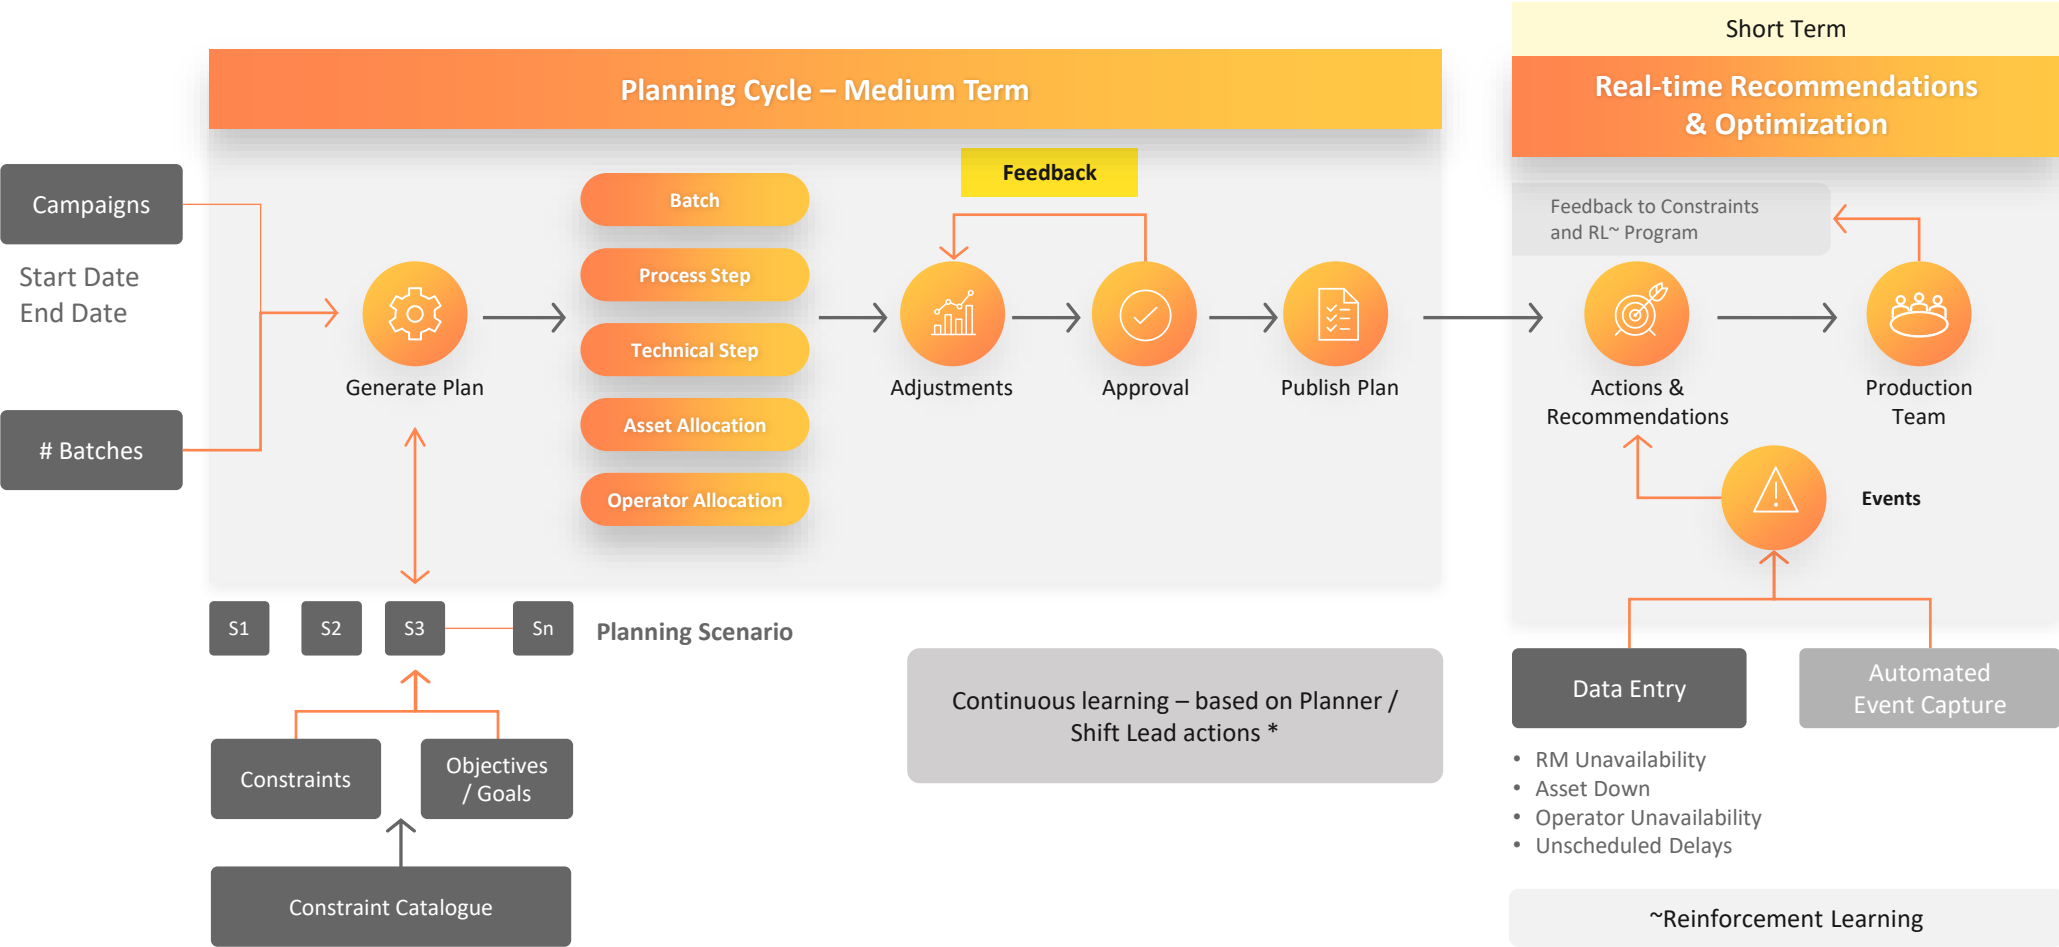 Short Term
Planning Cycle – Medium Term
Real-time Recommendations
& Optimization
Feedback
Campaigns
Start Date
End Date
# Batches
Generate Plan
Batch
Process Step
Technical Step
Asset Allocation
Operator Allocation
Adjustments
Approval
Publish Plan
Feedback to Constraints
and RL~ Program
Actions &
Recommendations
Production
Team
Events
S1
S2
S3
Sn
Planning Scenario
Constraints
Objectives
/ Goals
Constraint Catalogue
Continuous learning – based on Planner /
Shift Lead actions *
Data Entry
Automated
Event Capture
• RM Unavailability
• Asset Down
• Operator Unavailability
• Unscheduled Delays
~Reinforcement Learning